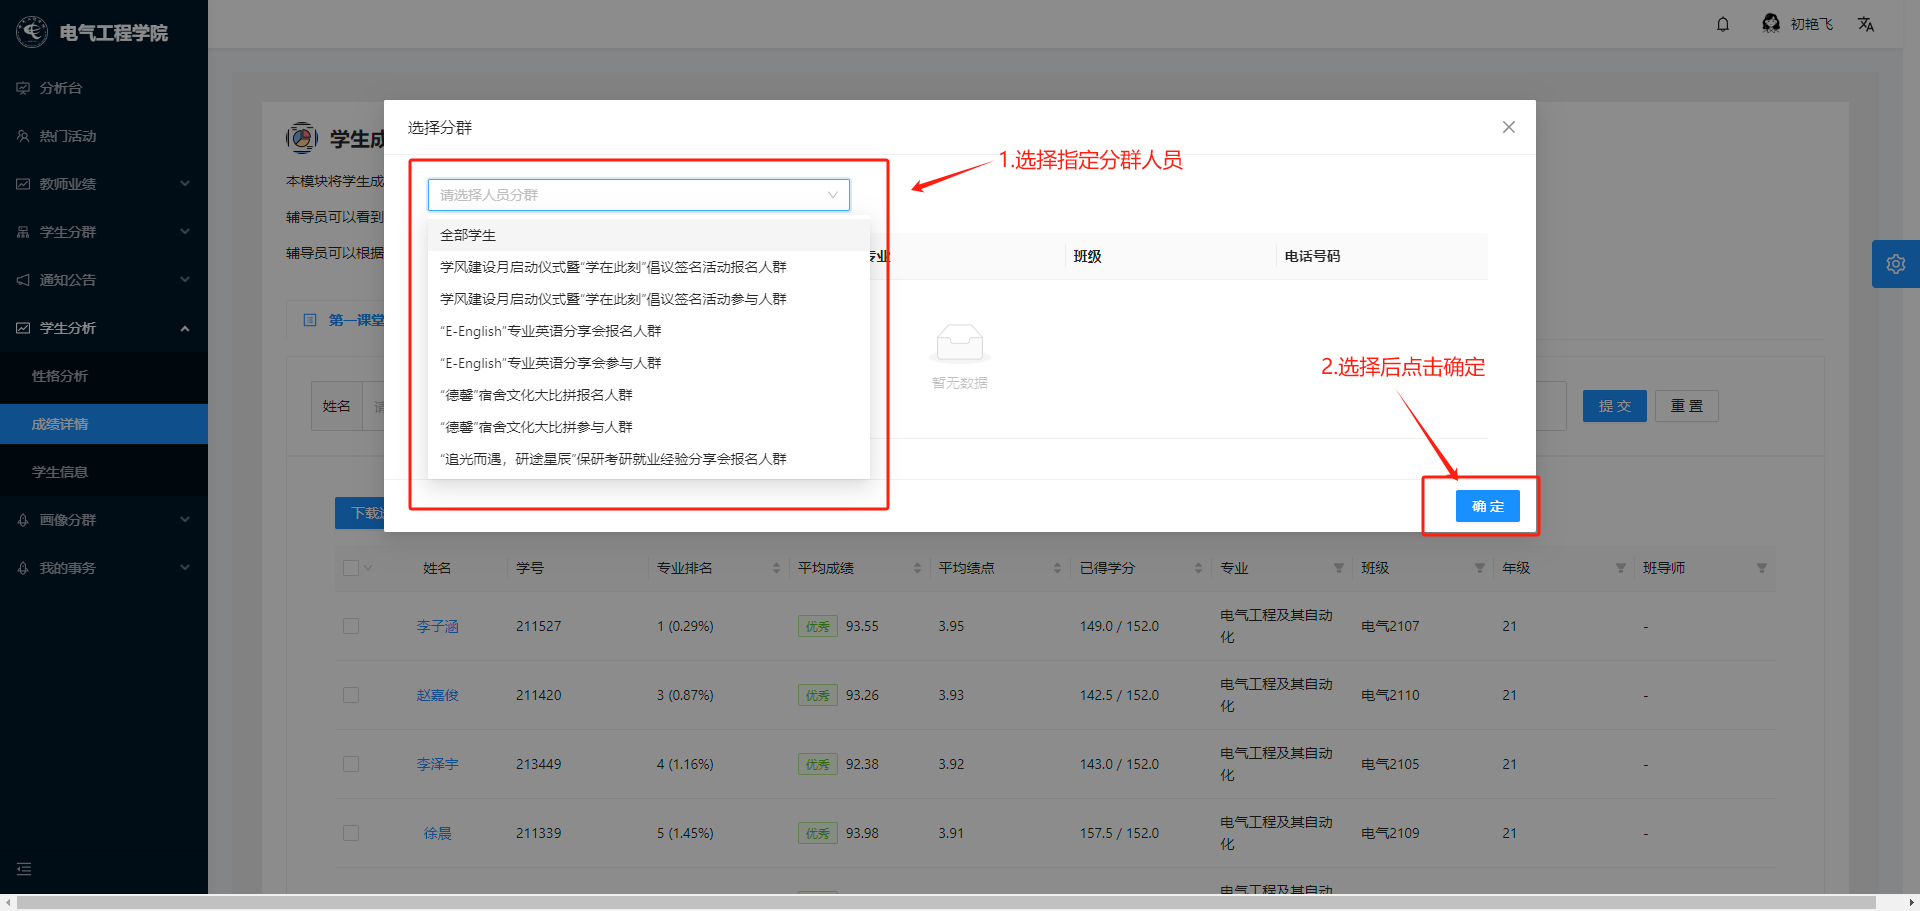 电气工程学院
初艳飞
分析台
热门活动
教师业绩
学生分群
通知公告
学生分析
性格分析
成绩详情
学生信息
画像分群
我的事务
学生成
本模块将学生成
辅导员可以看到
辅导员可以根据
第一课堂
姓名
提 交
重 置
选择分群
1.选择指定分群人员
请选择人员分群
全部学生
学风建设月启动仪式暨“学在此刻”倡议签名活动报名人群
学风建设月启动仪式暨“学在此刻”倡议签名活动参与人群
“E-English”专业英语分享会报名人群
“E-English”专业英语分享会参与人群
“德馨”宿舍文化大比拼报名人群
“德馨”宿舍文化大比拼参与人群
“追光而遇，研途星辰”保研考研就业经验分享会报名人群
专业 班级 电话号码
暂无数据
2.选择后点击确定
确 定
姓名 学号 专业排名 平均成绩 平均绩点 已得学分 专业 班级 年级 班导师
李子涵 211527 1 (0.29%) 优秀 93.55 3.95 149.0 / 152.0 电气工程及其自动化 电气2107 21 -
赵嘉俊 211420 3 (0.87%) 优秀 93.26 3.93 142.5 / 152.0 电气工程及其自动化 电气2110 21 -
李泽宇 213449 4 (1.16%) 优秀 92.38 3.92 143.0 / 152.0 电气工程及其自动化 电气2105 21 -
徐晨 211339 5 (1.45%) 优秀 93.98 3.91 157.5 / 152.0 电气工程及其自动化 电气2109 21 -
电气工程及其自动